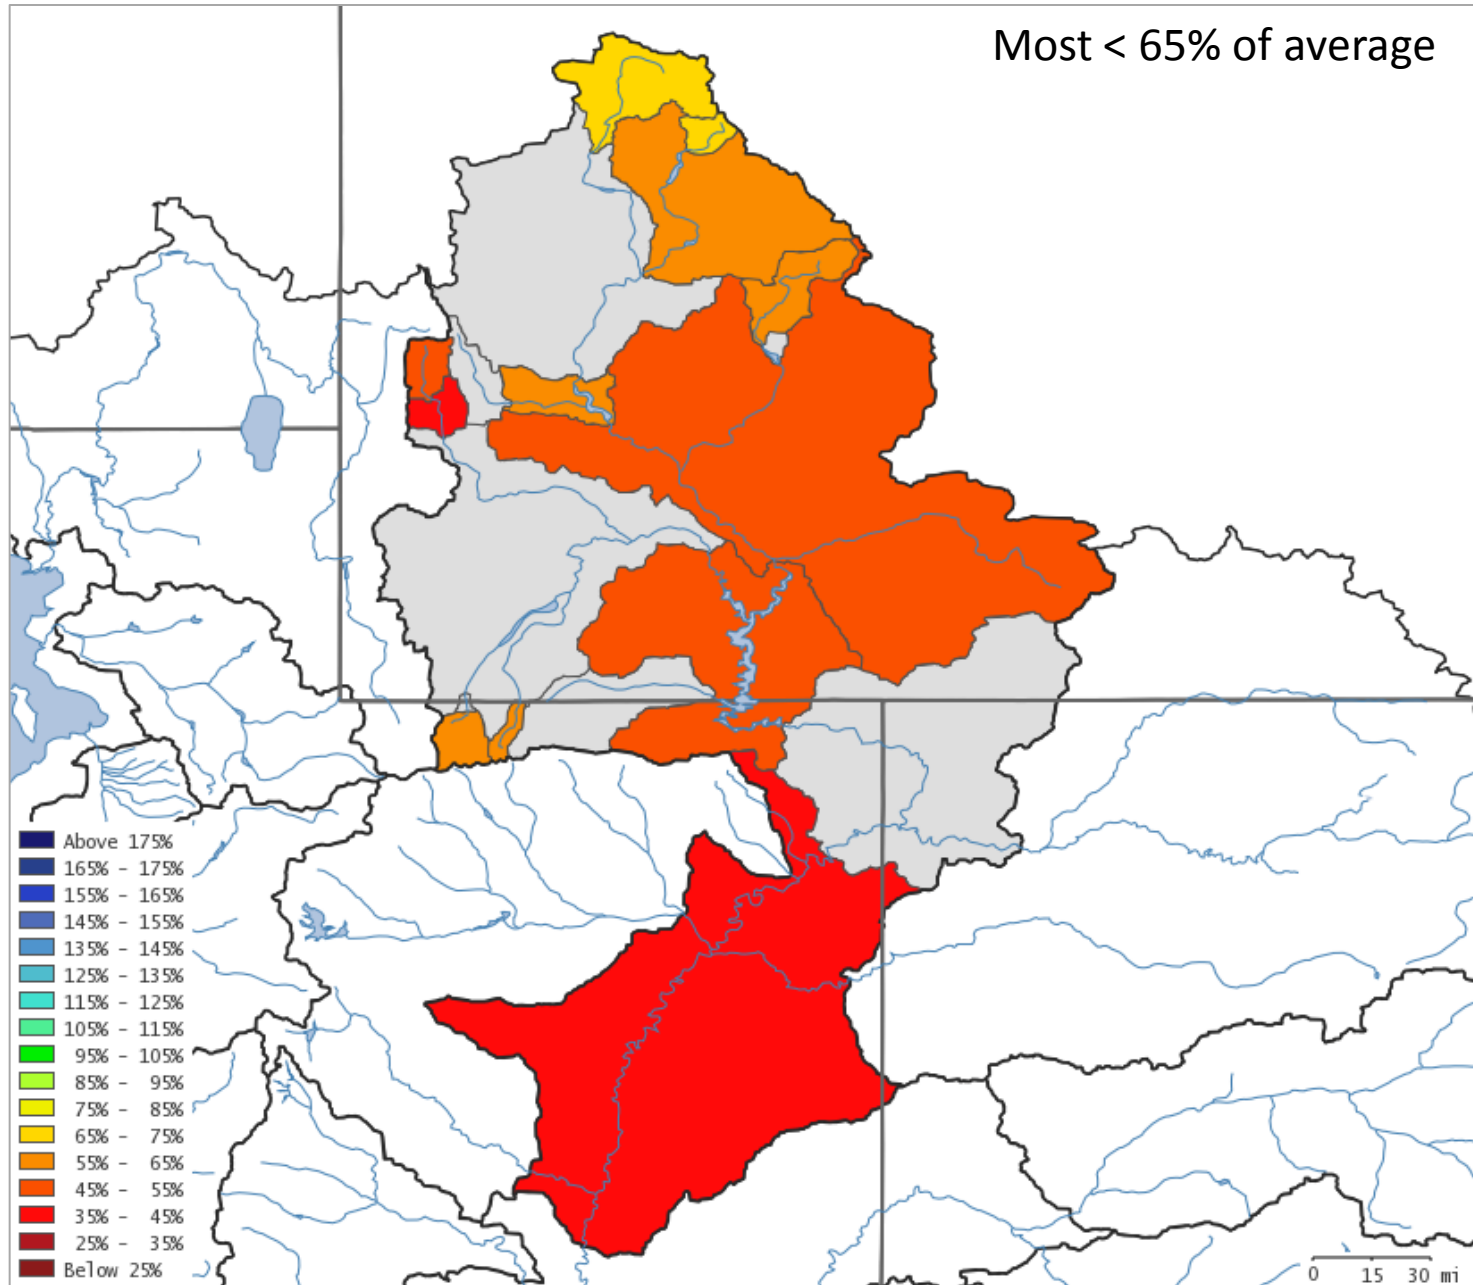 Most < 65% of average
Above 175%
165% - 175%
155% - 165%
145% - 155%
135% - 145%
125% - 135%
115% - 125%
105% - 115%
95% - 105%
85% - 95%
75% - 85%
65% - 75%
55% - 65%
45% - 55%
35% - 45%
25% - 35%
Below 25%
0 15 30 mi